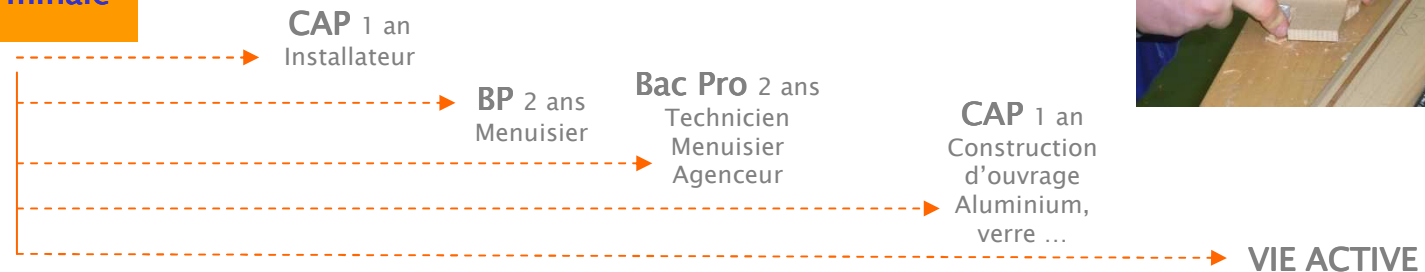 CAP 1 an
Installateur
BP 2 ans
Menuisier
Bac Pro 2 ans
Technicien
Menuisier
Agenceur
CAP 1 an
Construction
d'ouvrage
Aluminium,
verre …
VIE ACTIVE